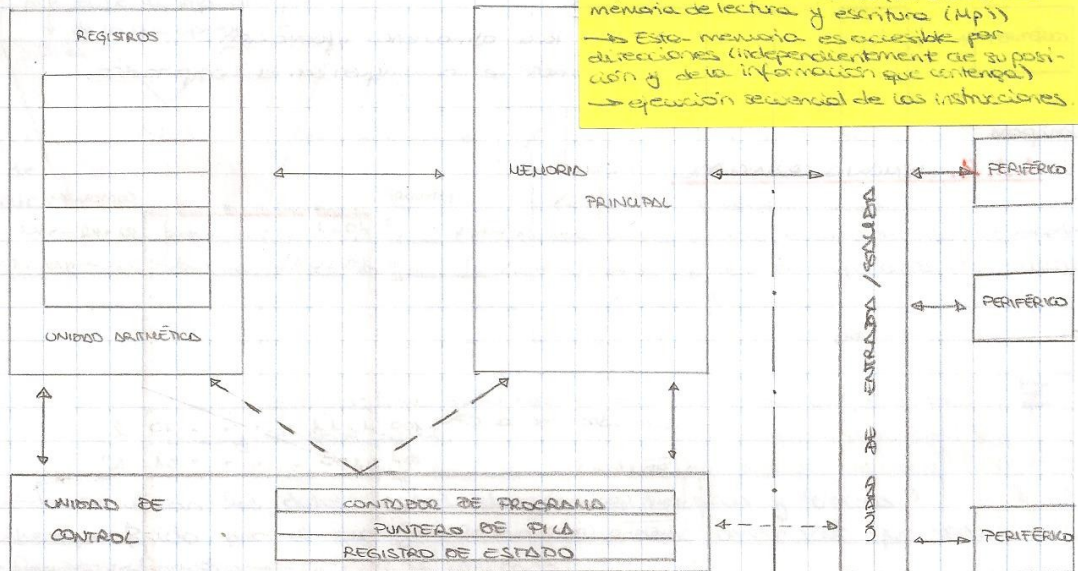 memoria de lectura y escritura (Mp))
→ Esta memoria es accesible por
direcciones (independientemente de su posi-
ción y de la información que contenga)
→ ejecución secuencial de las instrucciones.
REGISTROS
UNIDAD ARITMÉTICA
MEMORIA
PRINCIPAL
UNIDAD DE ENTRADA / SALIDA
PERIFÉRICO
PERIFÉRICO
PERIFÉRICO
UNIDAD DE
CONTROL
CONTADOR DE PROGRAMA
PUNTERO DE PILA
REGISTRO DE ESTADO